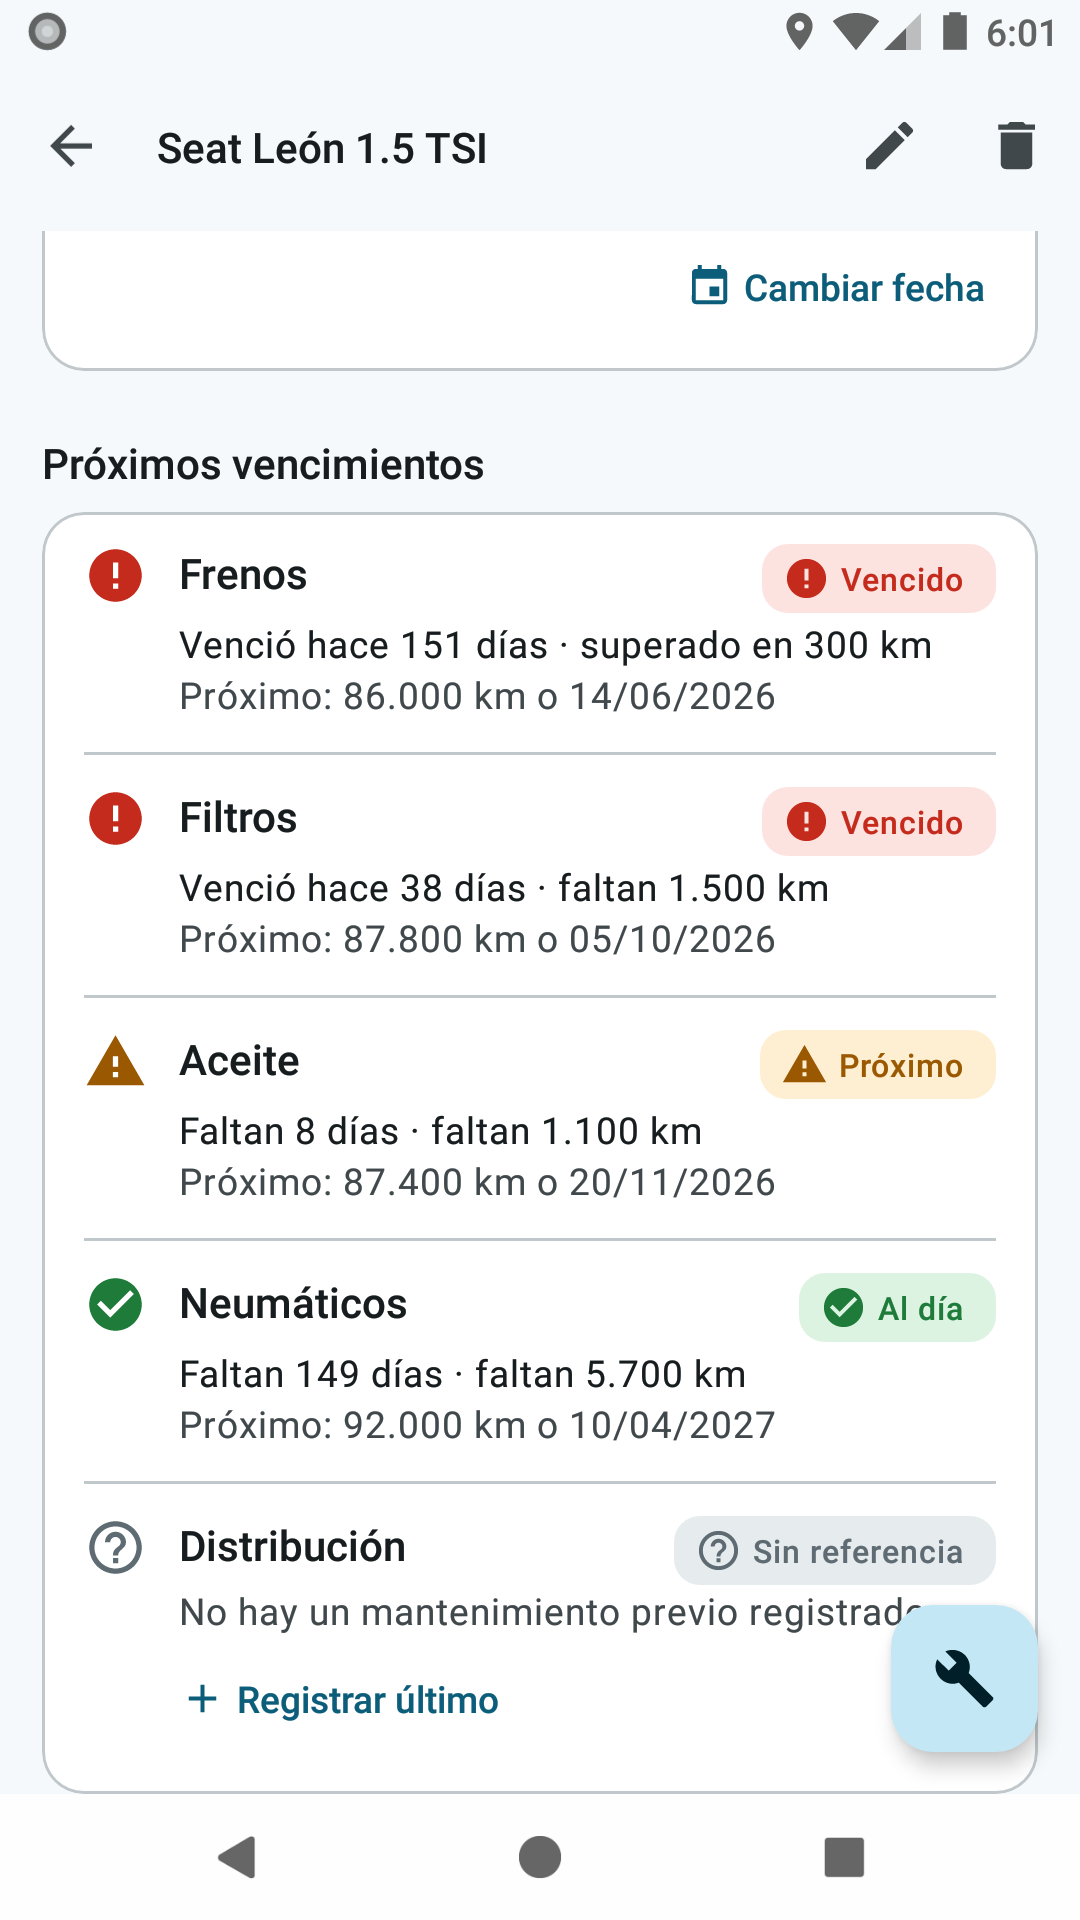 6:01
Seat León 1.5 TSI
Cambiar fecha
Próximos vencimientos
Frenos
Vencido
Venció hace 151 días · superado en 300 km
Próximo: 86.000 km o 14/06/2026
Filtros
Vencido
Venció hace 38 días · faltan 1.500 km
Próximo: 87.800 km o 05/10/2026
Aceite
Próximo
Faltan 8 días · faltan 1.100 km
Próximo: 87.400 km o 20/11/2026
Neumáticos
Al día
Faltan 149 días · faltan 5.700 km
Próximo: 92.000 km o 10/04/2027
Distribución
Sin referencia
No hay un mantenimiento previo registrado
Registrar último